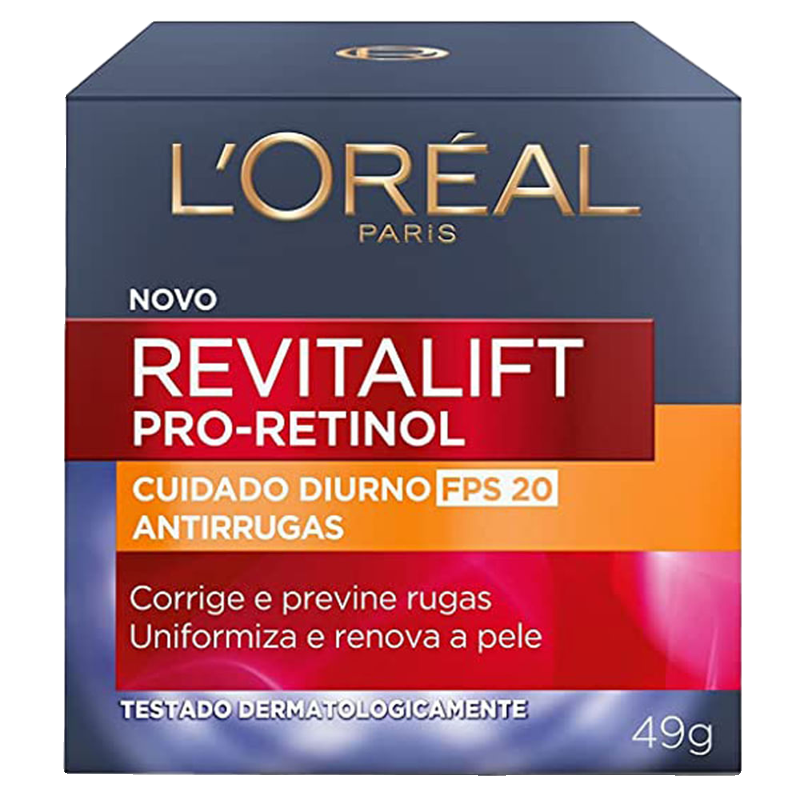 L'ORÉAL
PARiS
NOVO
REVITALIFT
PRO-RETINOL
CUIDADO DIURNO FPS 20
ANTIRRUGAS
Corrige e previne rugas
Uniformiza e renova a pele
TESTADO DERMATOLOGICAMENTE
49g